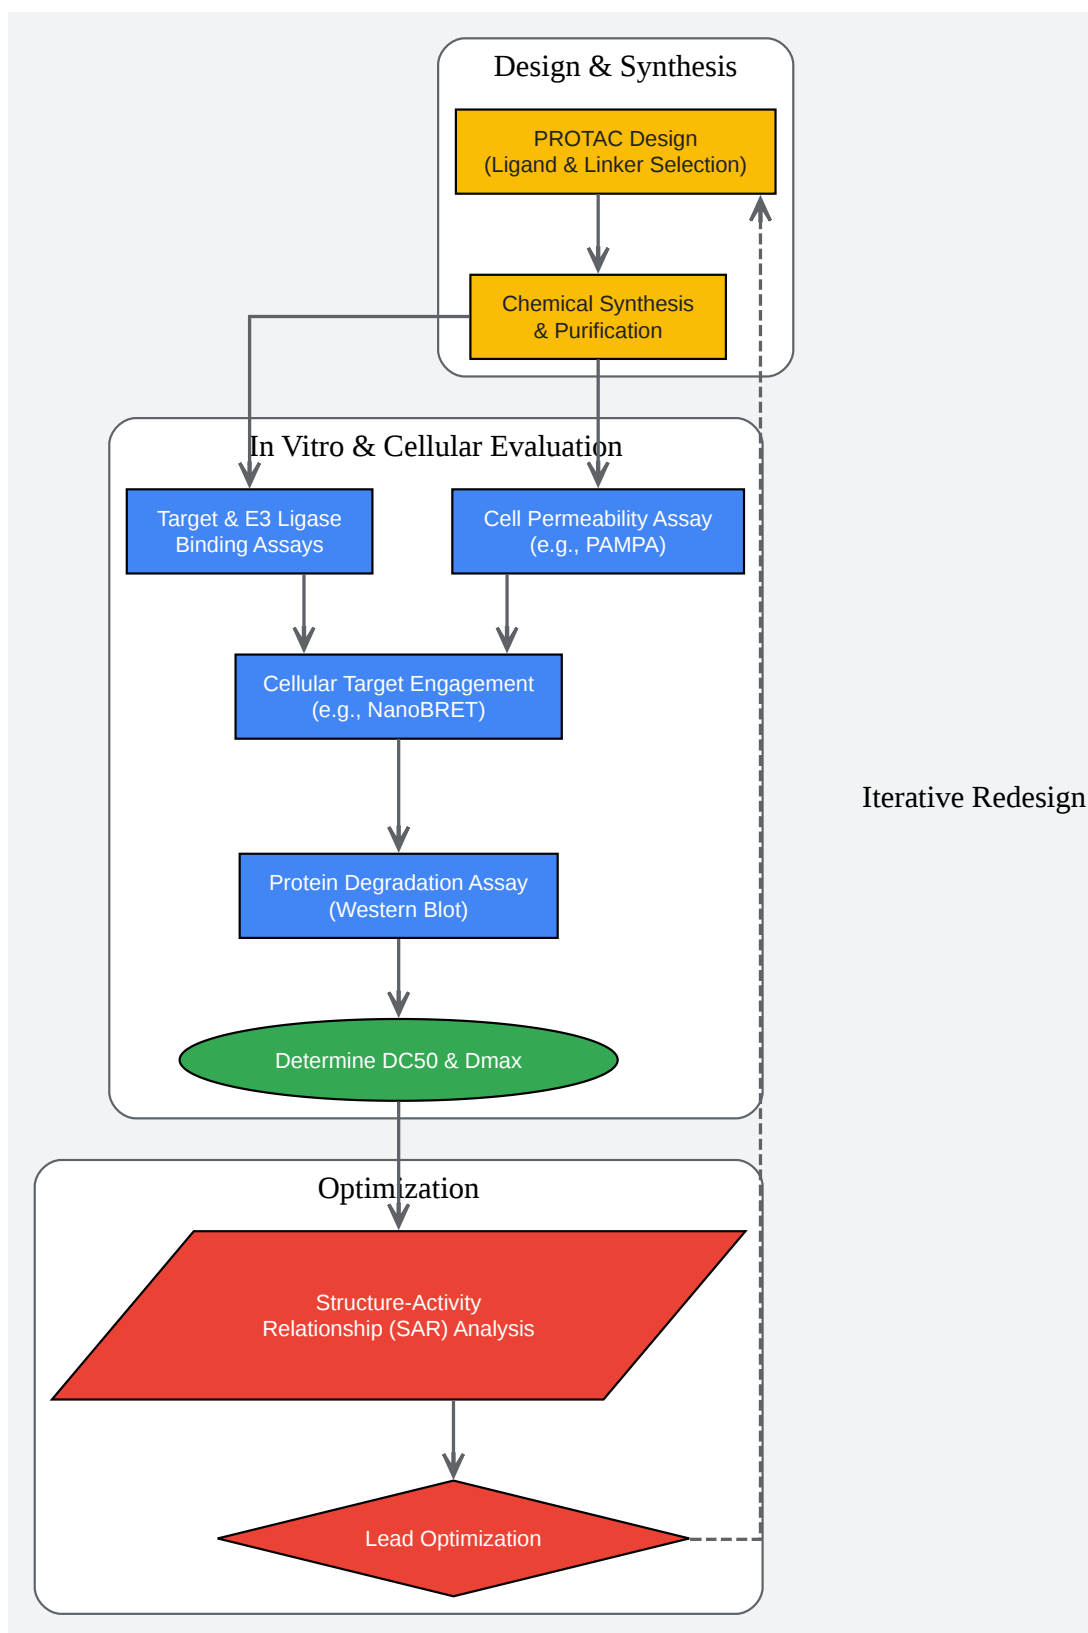 Design & Synthesis
PROTAC Design
(Ligand & Linker Selection)
Chemical Synthesis
& Purification
In Vitro & Cellular Evaluation
Target & E3 Ligase
Binding Assays
Cell Permeability Assay
(e.g., PAMPA)
Cellular Target Engagement
(e.g., NanoBRET)
Iterative Redesign
Protein Degradation Assay
(Western Blot)
Determine DC50 & Dmax
Optimization
Structure-Activity
Relationship (SAR) Analysis
Lead Optimization